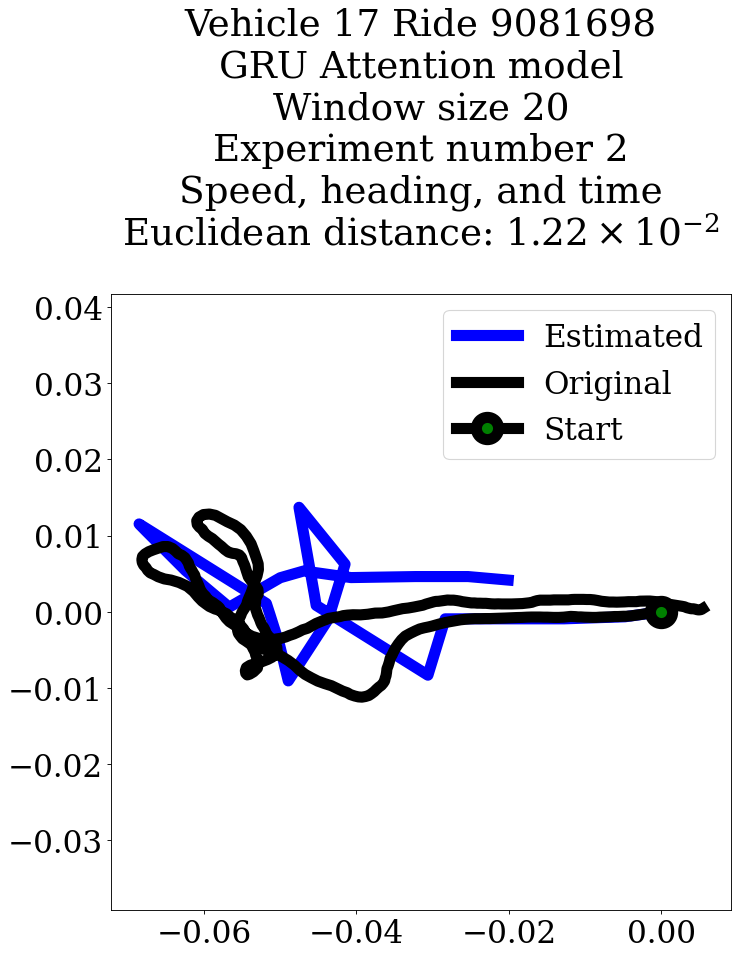 Vehicle 17 Ride 9081698
GRU Attention model
Window size 20
Experiment number 2
Speed, heading, and time
Euclidean distance: 1.22 × 10⁻²
Estimated
Original
Start
0.04
0.03
0.02
0.01
0.00
−0.01
−0.02
−0.03
−0.06
−0.04
−0.02
0.00